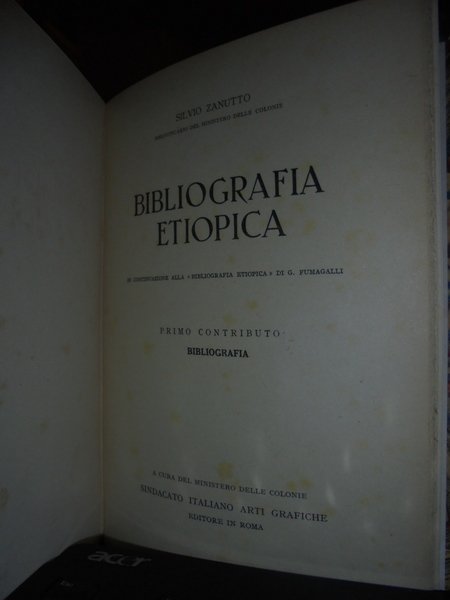 SILVIO ZANUTTO
BIBLIOTECARIO DEL MINISTERO DELLE COLONIE
BIBLIOGRAFIA
ETIOPICA
IN CONTINUAZIONE ALLA «BIBLIOGRAFIA ETIOPICA» DI G. FUMAGALLI
PRIMO CONTRIBUTO:
BIBLIOGRAFIA
A CURA DEL MINISTERO DELLE COLONIE
SINDACATO ITALIANO ARTI GRAFICHE
EDITORE IN ROMA
acer